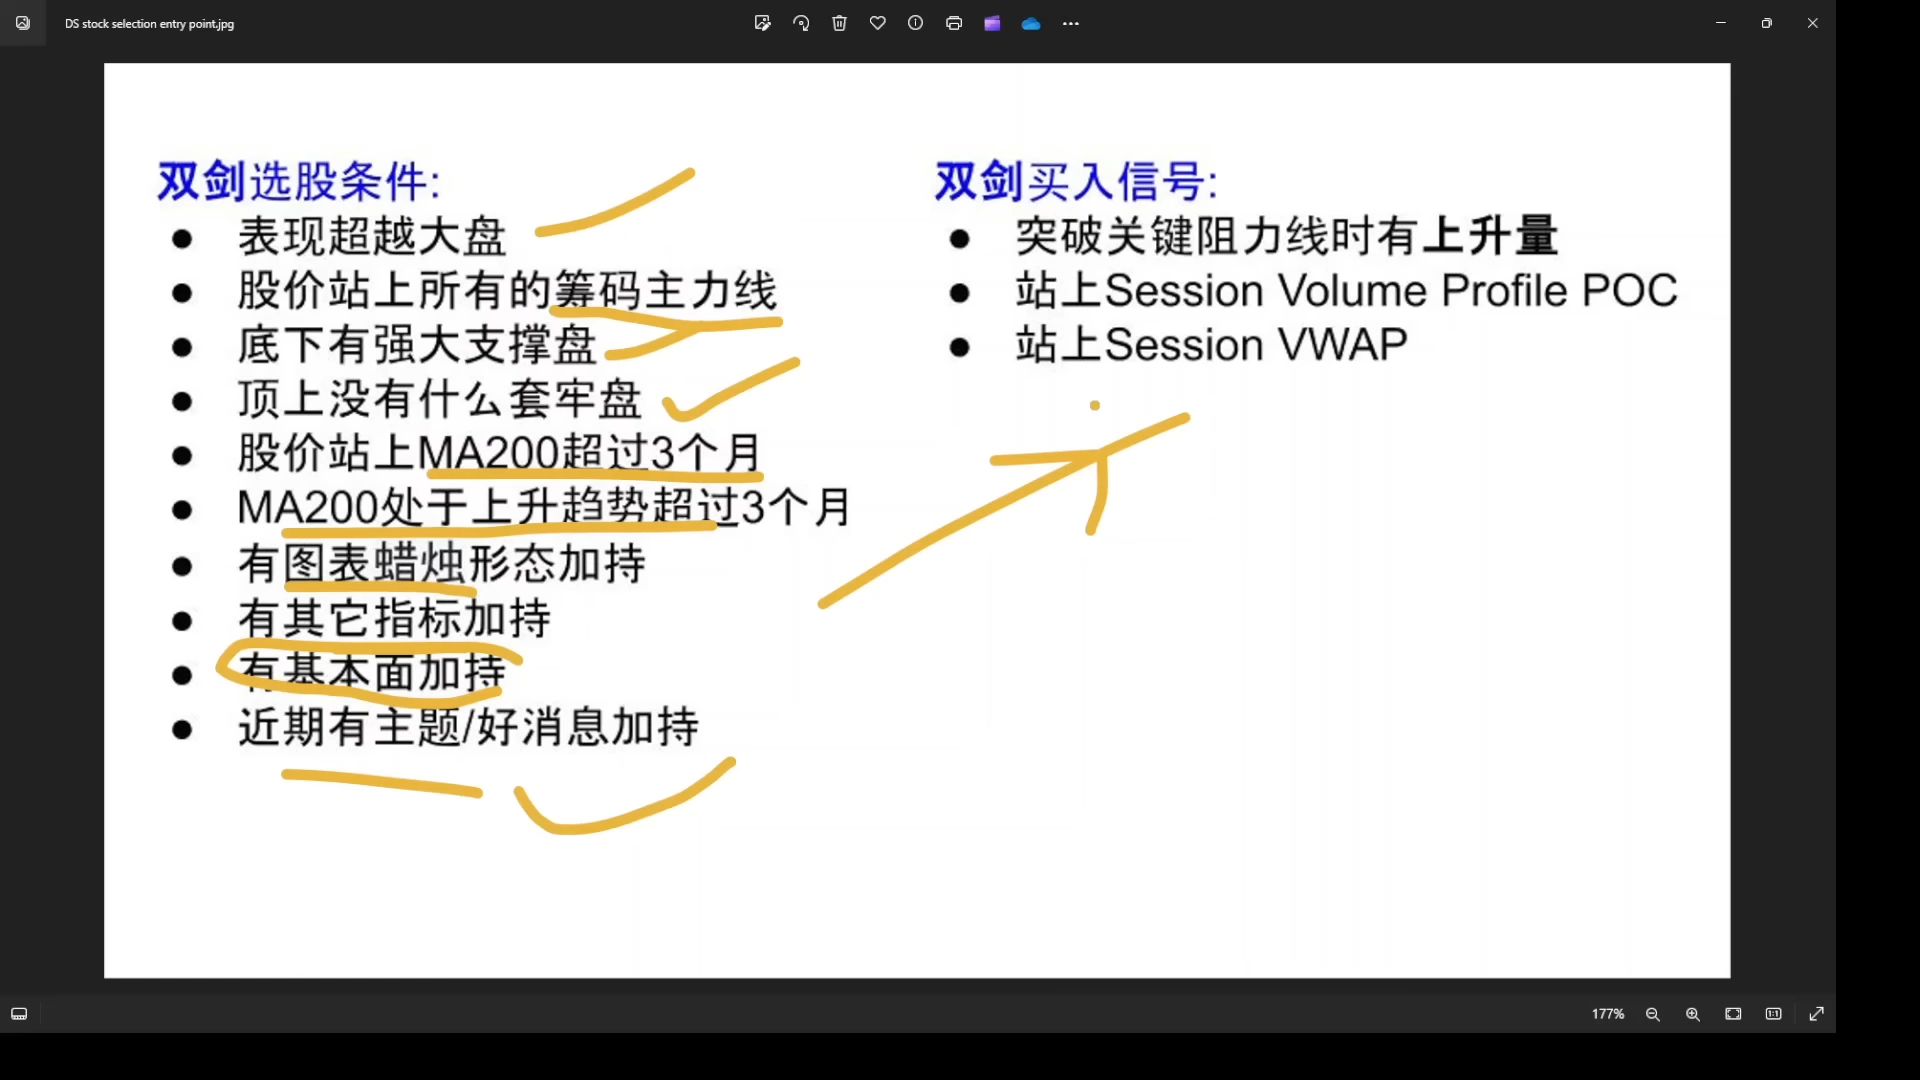 DS stock selection entry point.jpg
双剑选股条件:
● 表现超越大盘
● 股价站上所有的筹码主力线
● 底下有强大支撑盘
● 顶上没有什么套牢盘
● 股价站上MA200超过3个月
● MA200处于上升趋势超过3个月
● 有图表蜡烛形态加持
● 有其它指标加持
● 有基本面加持
● 近期有主题/好消息加持
双剑买入信号:
● 突破关键阻力线时有上升量
● 站上Session Volume Profile POC
● 站上Session VWAP
177%
1:1